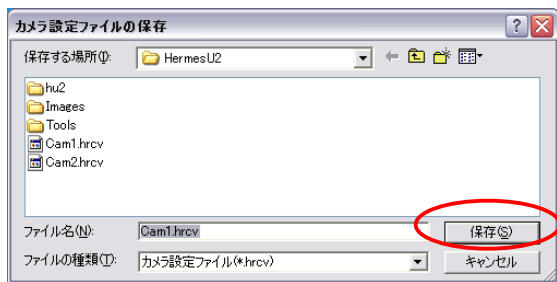 カメラ設定ファイルの保存
保存する場所(I): HermesU2
hu2
Images
Tools
Cam1.hrcv
Cam2.hrcv
ファイル名(N): Cam1.hrcv 保存(S)
ファイルの種類(T): カメラ設定ファイル(*.hrcv) キャンセル